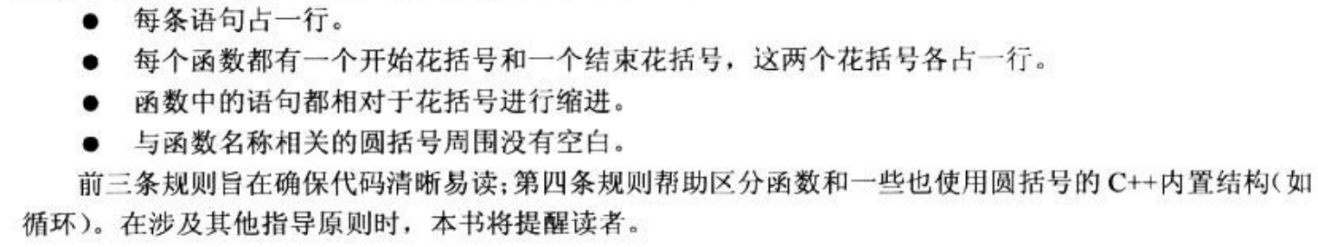 ● 每条语句占一行。
● 每个函数都有一个开始花括号和一个结束花括号，这两个花括号各占一行。
● 函数中的语句都相对于花括号进行缩进。
● 与函数名称相关的圆括号周围没有空白。
前三条规则旨在确保代码清晰易读；第四条规则帮助区分函数和一些也使用圆括号的 C++内置结构（如
循环）。在涉及其他指导原则时，本书将提醒读者。